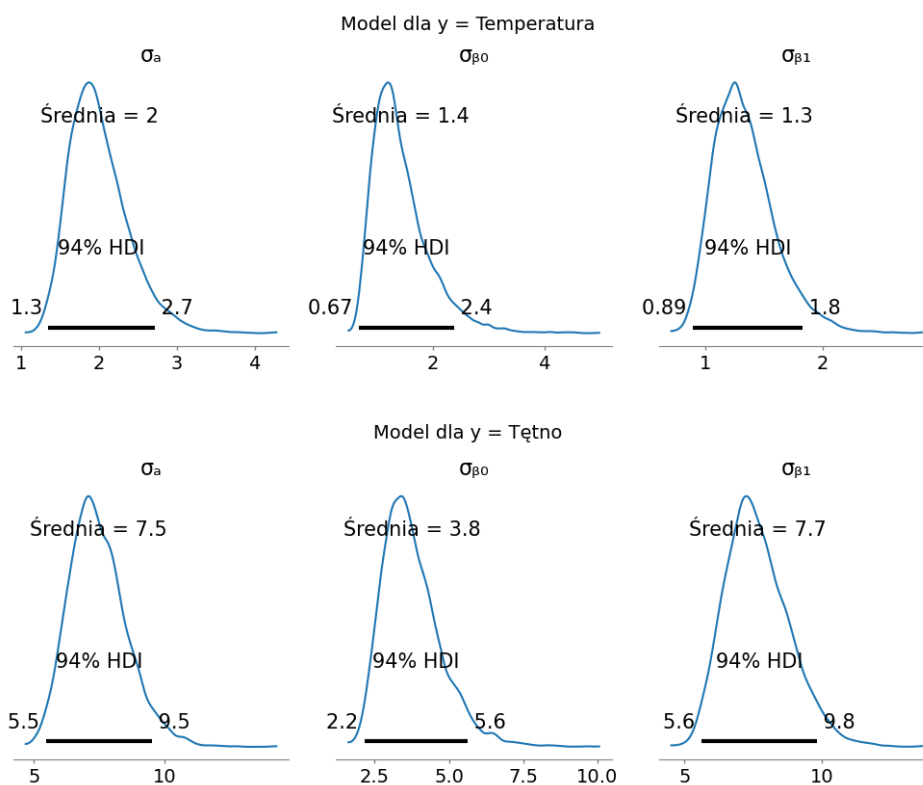 Model dla y = Temperatura
σₐ σᵦ₀ σᵦ₁
Średnia = 2 Średnia = 1.4 Średnia = 1.3
94% HDI 94% HDI 94% HDI
1.3 2.7 0.67 2.4 0.89 1.8
1 2 3 4 2 4 1 2
Model dla y = Tętno
σₐ σᵦ₀ σᵦ₁
Średnia = 7.5 Średnia = 3.8 Średnia = 7.7
94% HDI 94% HDI 94% HDI
5.5 9.5 2.2 5.6 5.6 9.8
5 10 2.5 5.0 7.5 10.0 5 10